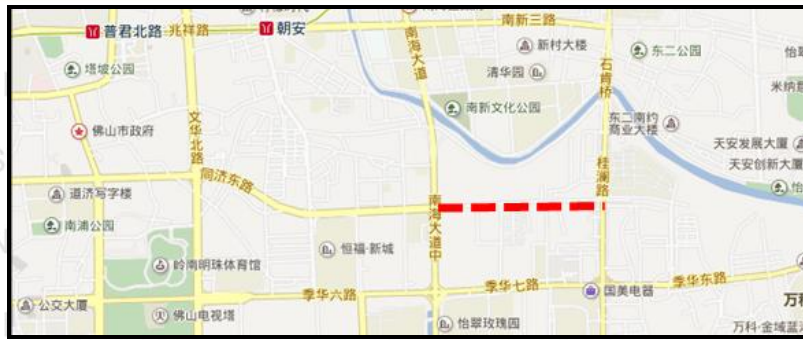 南新三路
普君北路
兆祥路
朝安
南海大道
新村大楼
东二公园
塔坡公园
清华园
石肯桥
南新文化公园
佛山市政府
文华北路
东二南约
商业大楼
天安发展大厦
天安创新大厦
桂澜路
同济东路
道济写字楼
南海大道中
南浦公园
恒福·新城
岭南明珠体育馆
季华六路
季华七路
季华东路
国美电器
公交大厦
佛山电视塔
怡翠玫瑰园
万科·金域蓝